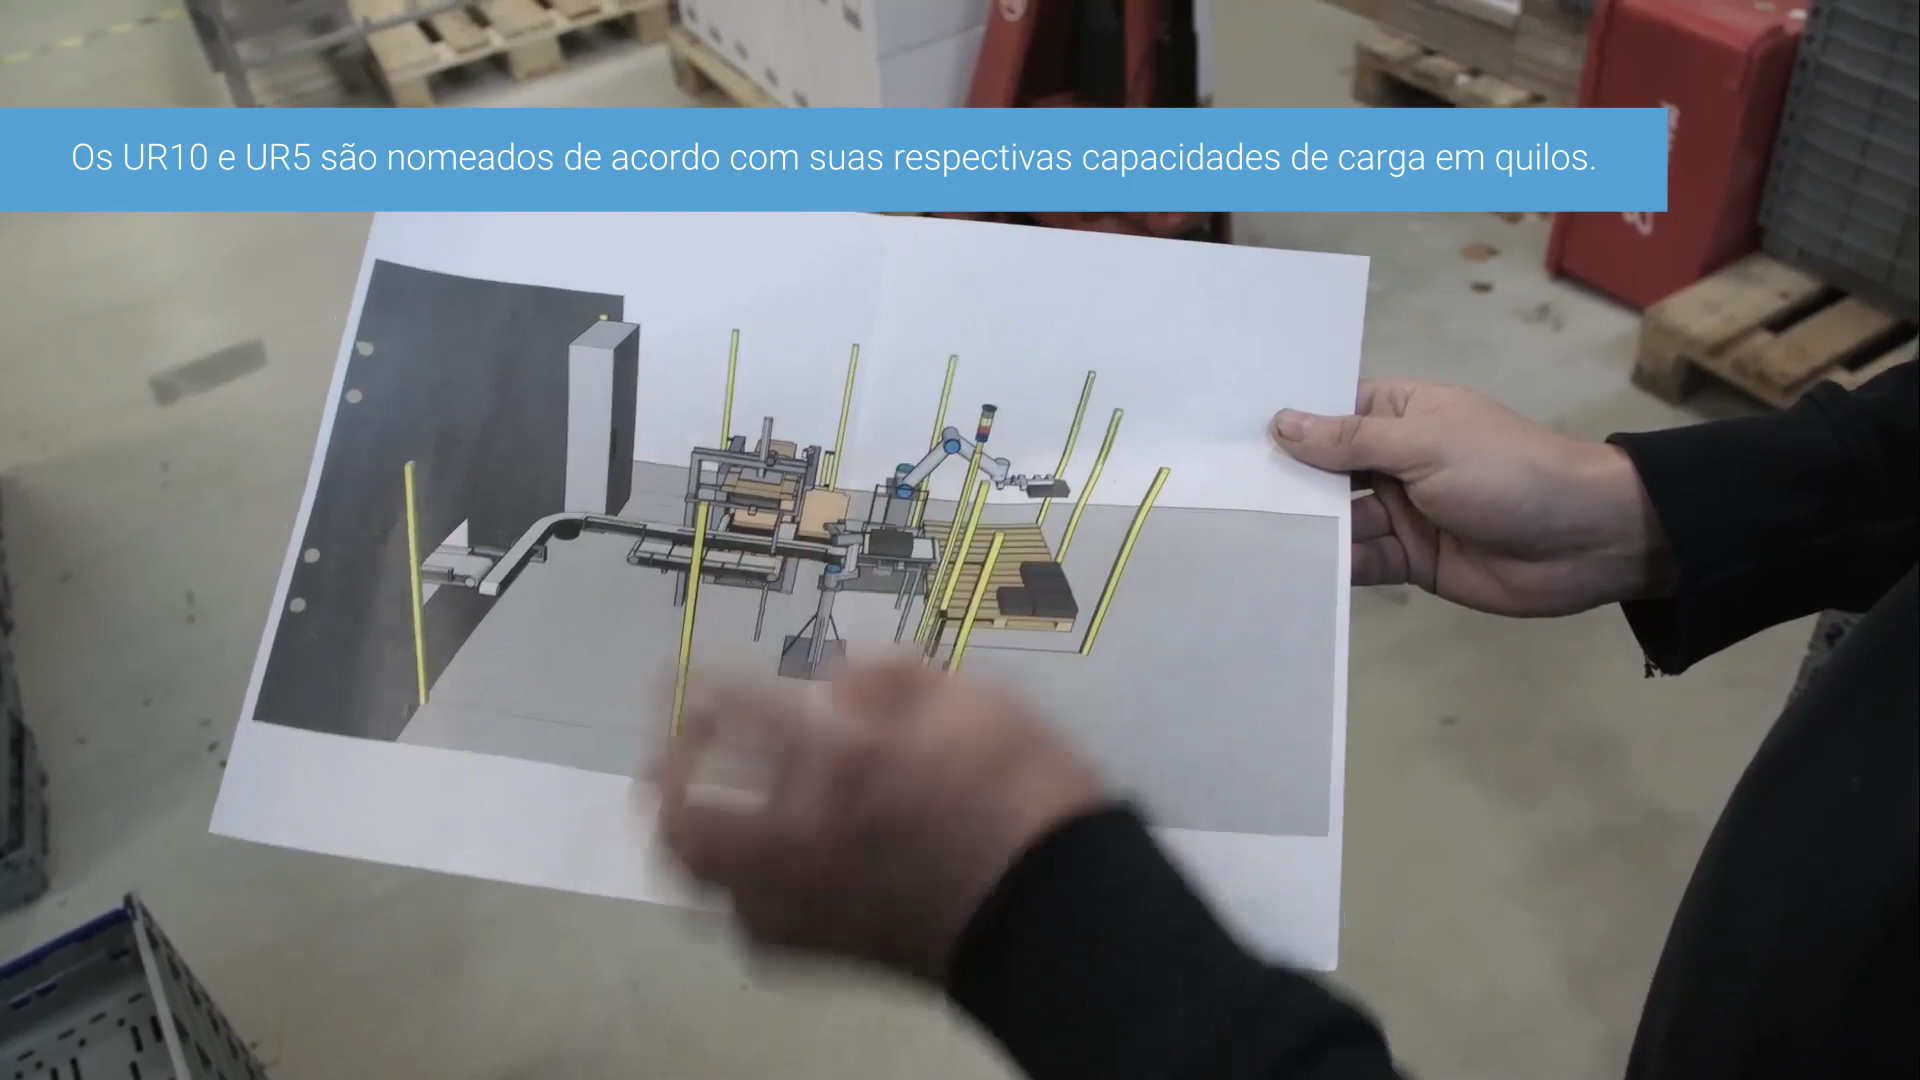 Os UR10 e UR5 são nomeados de acordo com suas respectivas capacidades de carga em quilos.